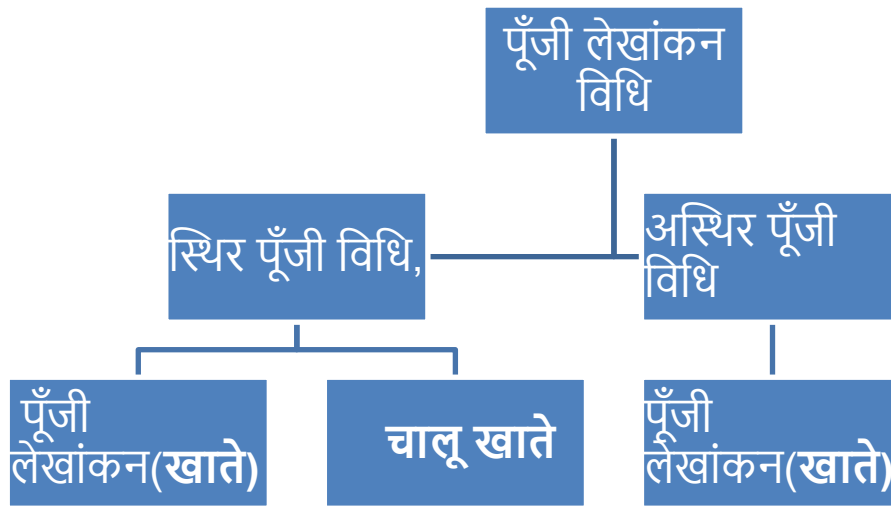 पूँजी लेखांकन
विधि
स्थिर पूँजी विधि,
अस्थिर पूँजी
विधि
पूँजी
लेखांकन(खाते)
चालू खाते
पूँजी
लेखांकन(खाते)